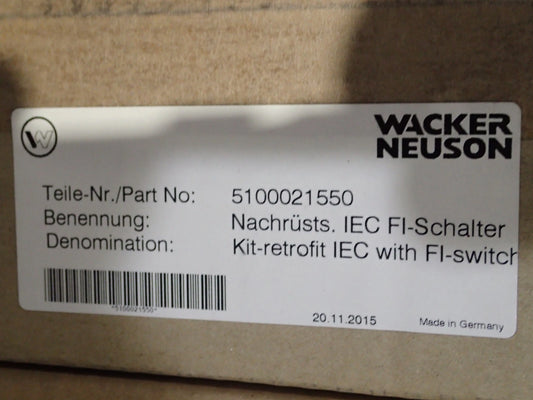 W
WACKER
NEUSON
Teile-Nr./Part No: 5100021550
Benennung: Nachrüsts. IEC FI-Schalter
Denomination: Kit-retrofit IEC with FI-switch
*5100021550*
20.11.2015
Made in Germany